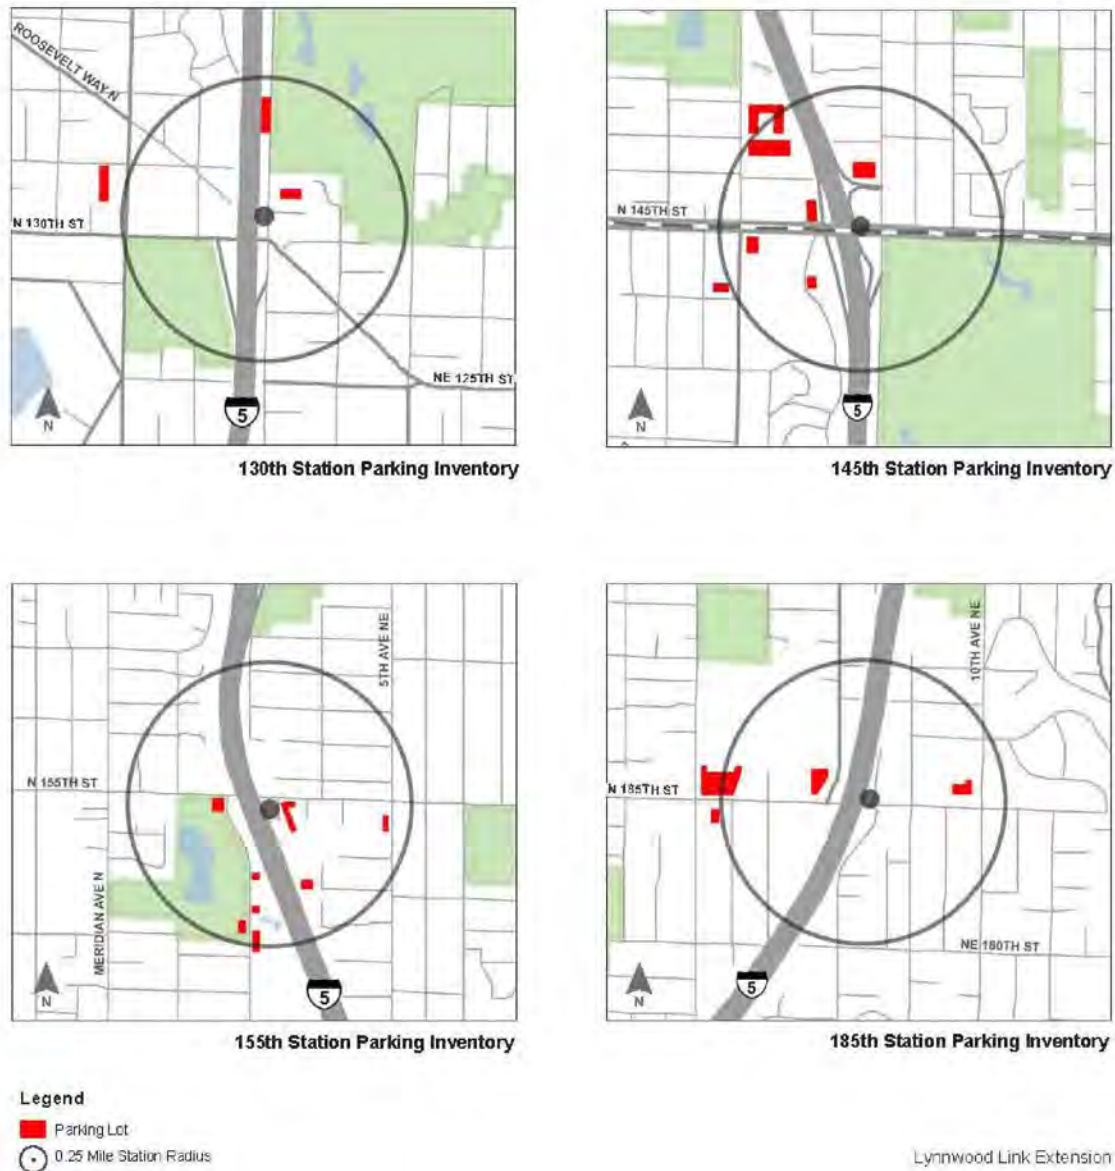 ROOSEVELT WAY N
N 130TH ST
NE 125TH ST
5
N
130th Station Parking Inventory
N 145TH ST
5
N
145th Station Parking Inventory
5TH AVE NE
N 155TH ST
MERIDIAN AVE N
5
N
155th Station Parking Inventory
10TH AVE NE
N 185TH ST
NE 180TH ST
5
N
185th Station Parking Inventory
Legend
Parking Lot
0.25 Mile Station Radius
Lynnwood Link Extension